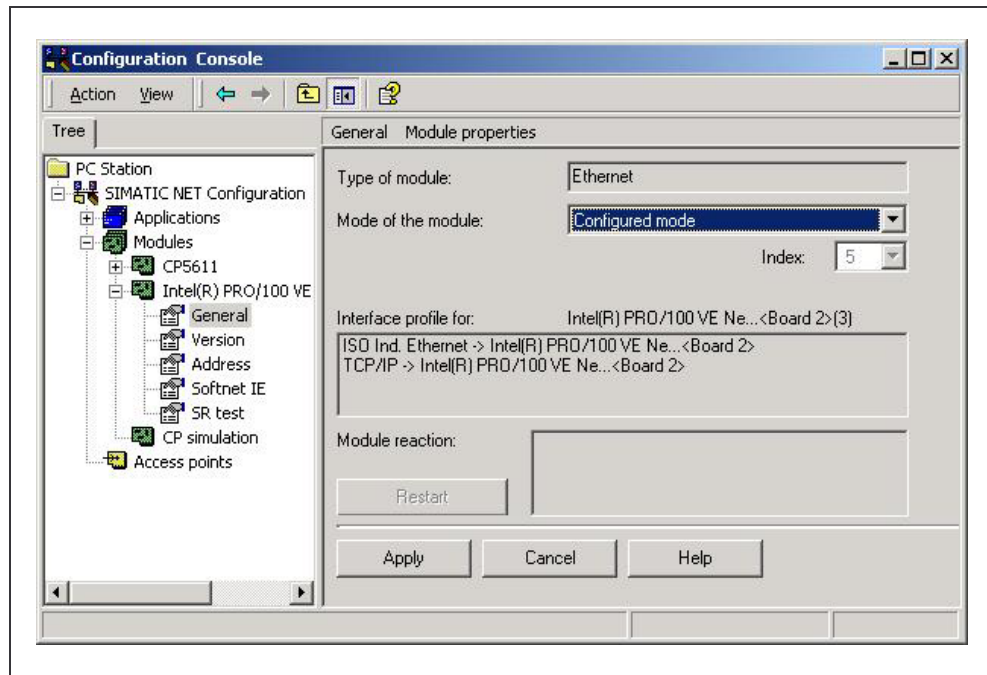 Configuration Console
Action View
Tree
General Module properties
PC Station
SIMATIC NET Configuration
Applications
Modules
CP5611
Intel(R) PRO/100 VE
General
Version
Address
Softnet IE
SR test
CP simulation
Access points
Type of module: Ethernet
Mode of the module: Configured mode
Index: 5
Interface profile for: Intel(R) PRO/100 VE Ne...<Board 2>(3)
ISO Ind. Ethernet -> Intel(R) PRO/100 VE Ne...<Board 2>
TCP/IP -> Intel(R) PRO/100 VE Ne...<Board 2>
Module reaction:
Restart
Apply Cancel Help